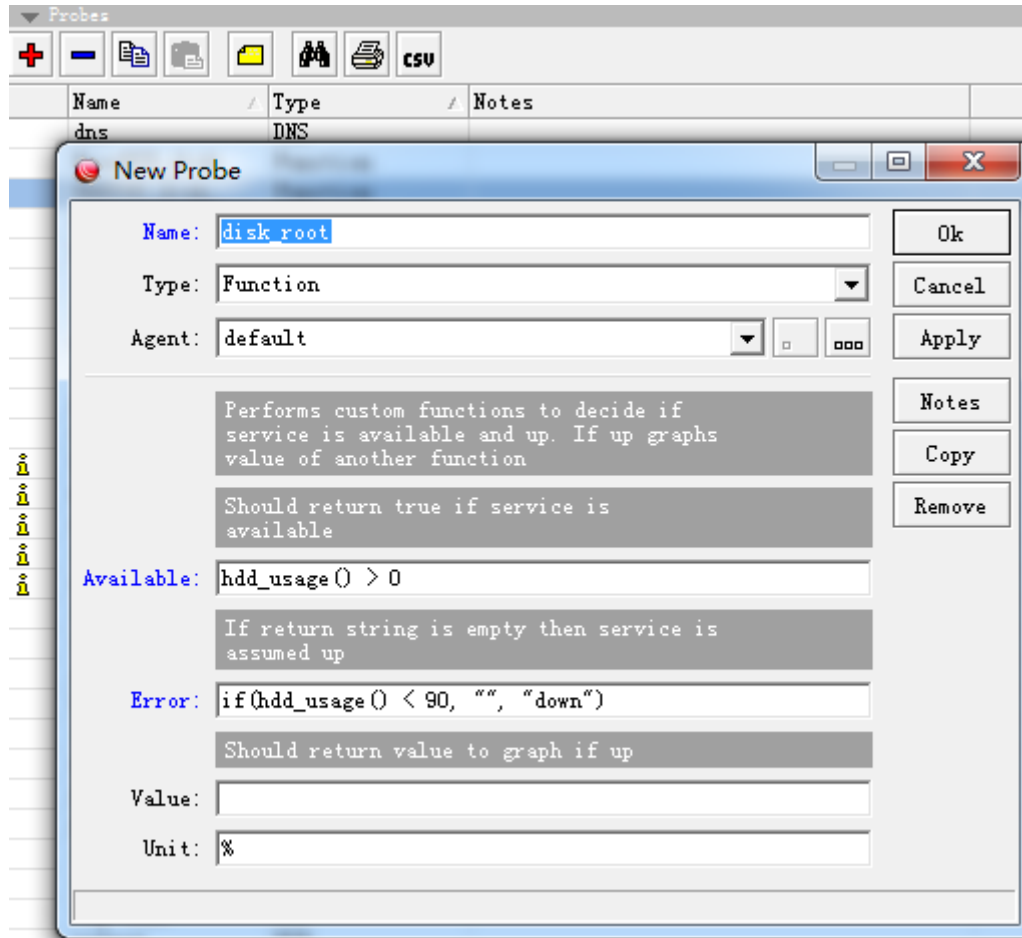 Probes
csv
Name Type Notes
dns DNS
New Probe
Name: disk_root
Ok
Type: Function
Cancel
Agent: default
Apply
Performs custom functions to decide if
service is available and up. If up graphs
value of another function
Notes
Copy
Should return true if service is
available
Remove
Available: hdd_usage() > 0
If return string is empty then service is
assumed up
Error: if(hdd_usage() < 90, "", "down")
Should return value to graph if up
Value:
Unit: %